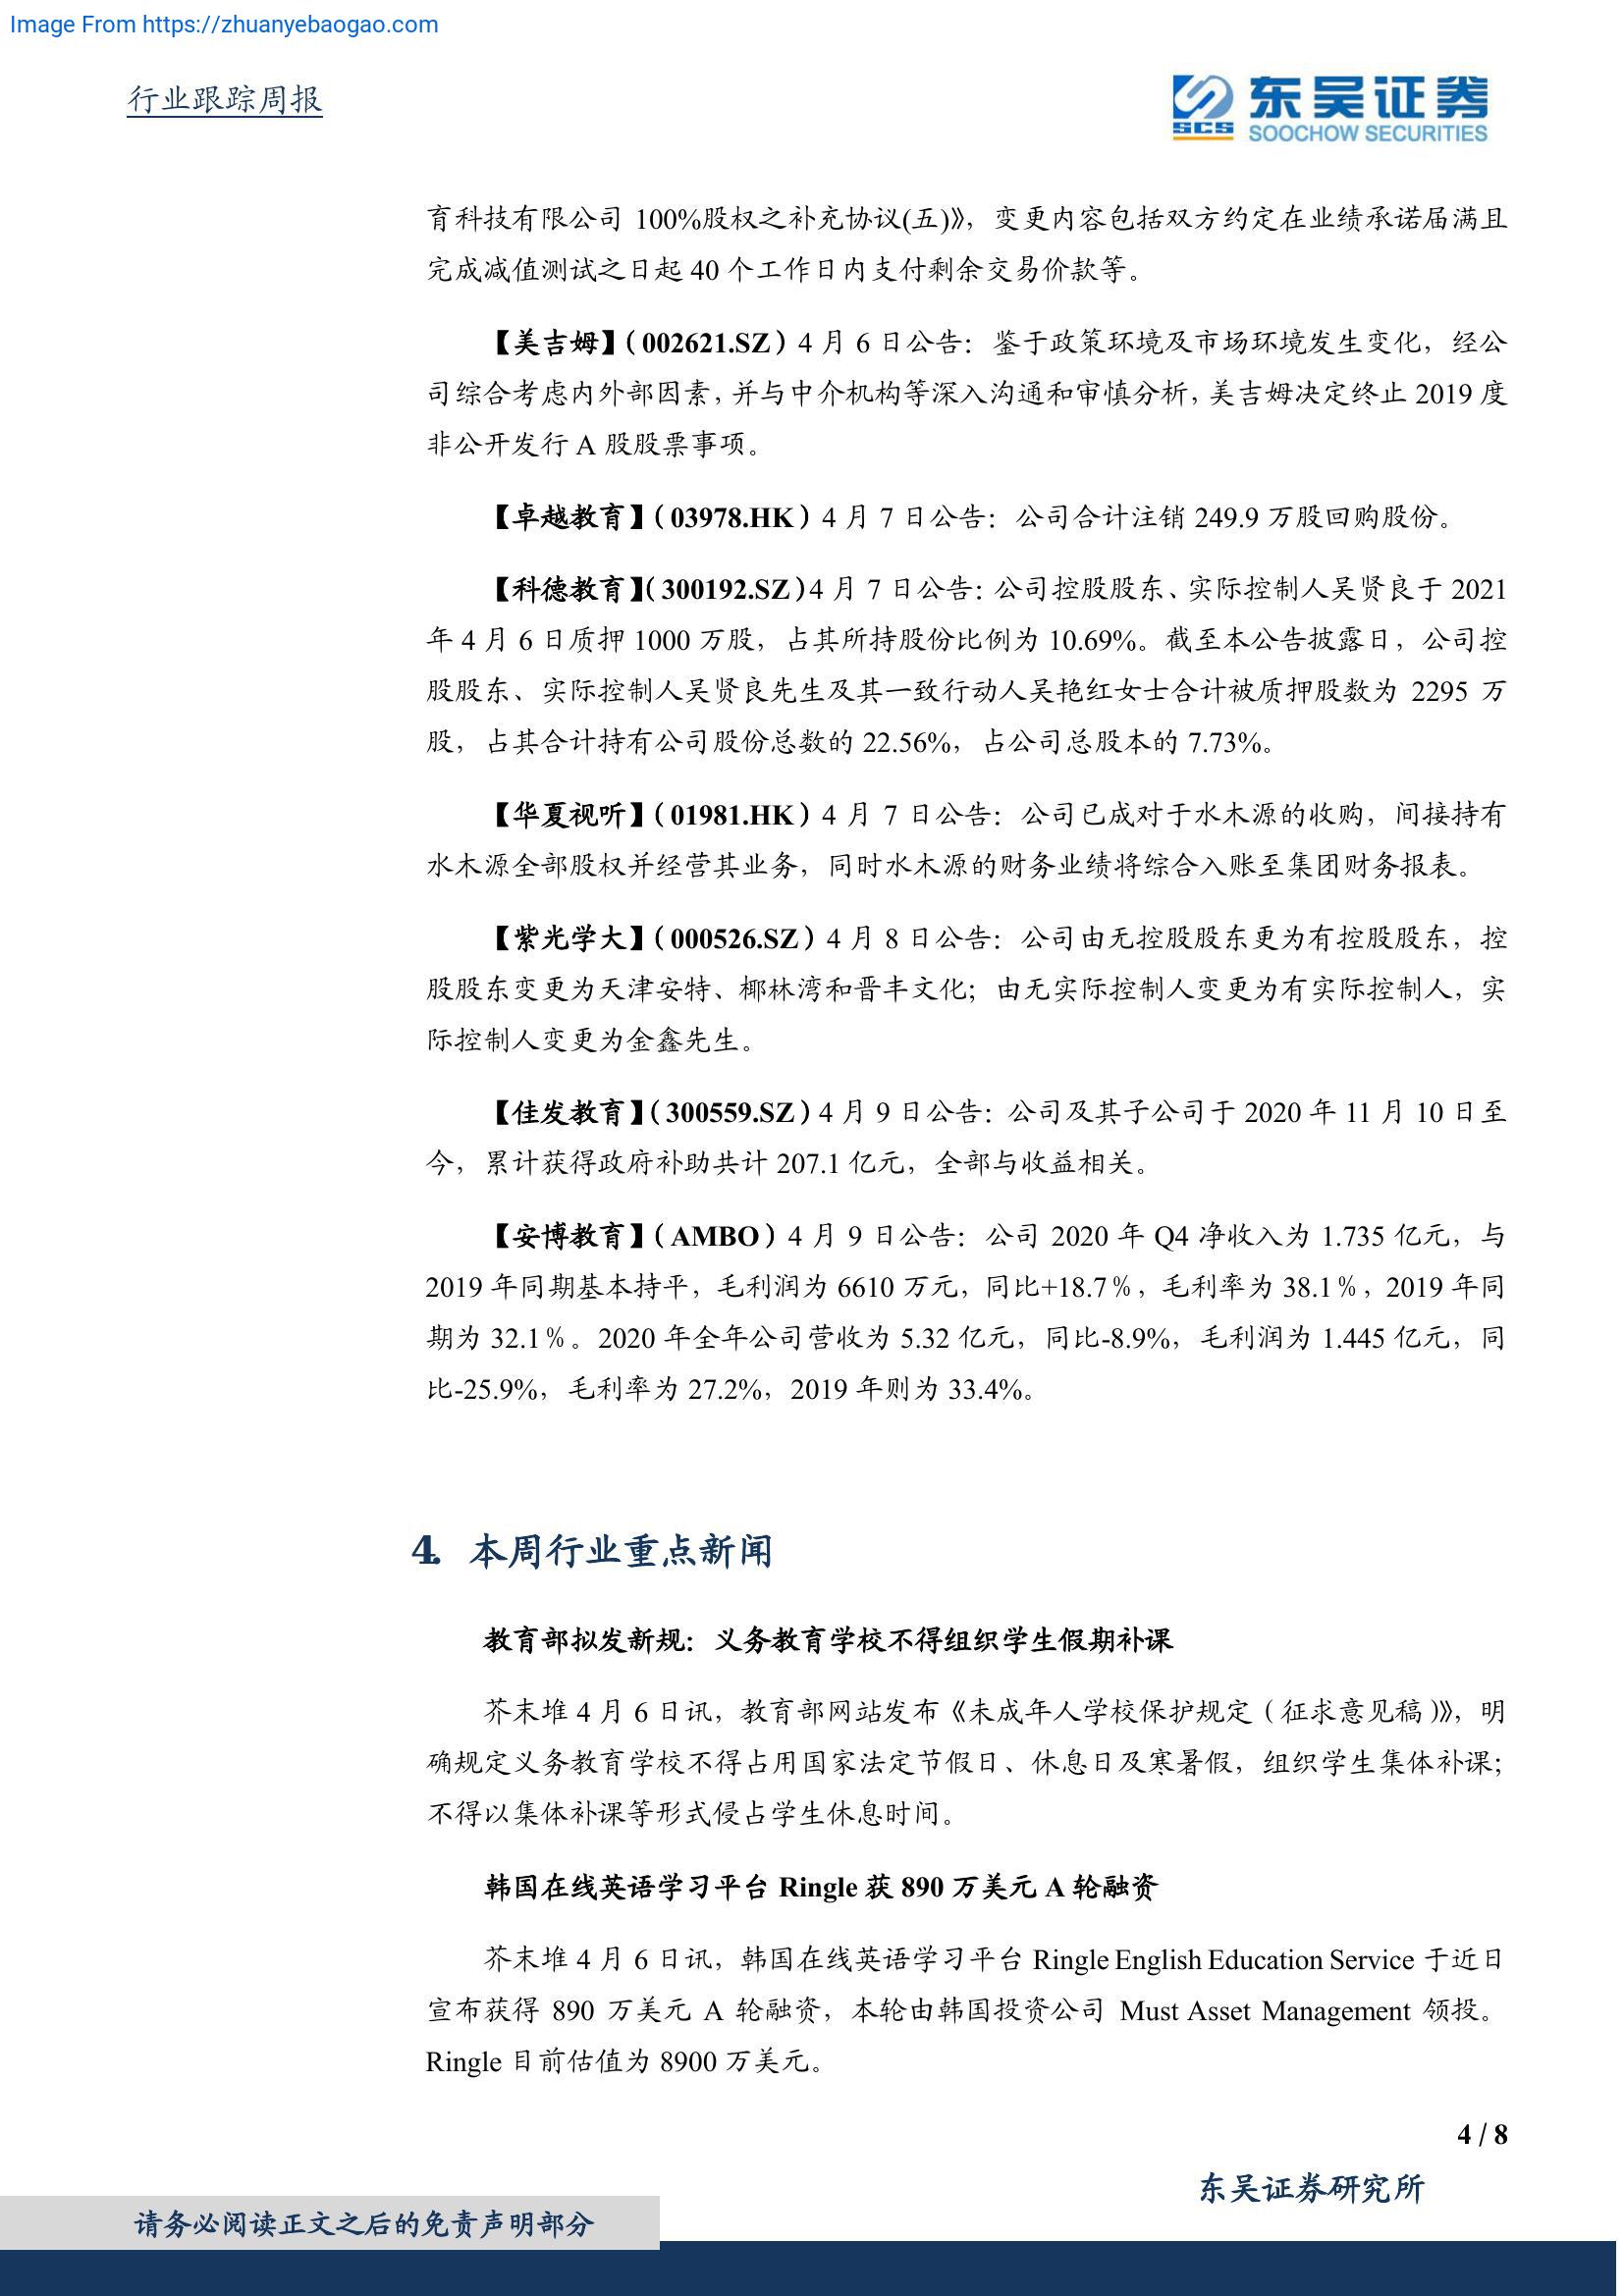 Image From https://zhuanyebaogao.com
行业跟踪周报
东吴证券
SCS
SOOCHOW SECURITIES
育科技有限公司 100%股权之补充协议(五)》，变更内容包括双方约定在业绩承诺届满且
完成减值测试之日起 40 个工作日内支付剩余交易价款等。
【美吉姆】（002621.SZ）4 月 6 日公告：鉴于政策环境及市场环境发生变化，经公
司综合考虑内外部因素，并与中介机构等深入沟通和审慎分析，美吉姆决定终止 2019 度
非公开发行 A 股股票事项。
【卓越教育】（03978.HK）4 月 7 日公告：公司合计注销 249.9 万股回购股份。
【科德教育】（300192.SZ）4 月 7 日公告：公司控股股东、实际控制人吴贤良于 2021
年 4 月 6 日质押 1000 万股，占其所持股份比例为 10.69%。截至本公告披露日，公司控
股股东、实际控制人吴贤良先生及其一致行动人吴艳红女士合计被质押股数为 2295 万
股，占其合计持有公司股份总数的 22.56%，占公司总股本的 7.73%。
【华夏视听】（01981.HK）4 月 7 日公告：公司已成对于水木源的收购，间接持有
水木源全部股权并经营其业务，同时水木源的财务业绩将综合入账至集团财务报表。
【紫光学大】（000526.SZ）4 月 8 日公告：公司由无控股股东更为有控股股东，控
股股东变更为天津安特、椰林湾和晋丰文化；由无实际控制人变更为有实际控制人，实
际控制人变更为金鑫先生。
【佳发教育】（300559.SZ）4 月 9 日公告：公司及其子公司于 2020 年 11 月 10 日至
今，累计获得政府补助共计 207.1 亿元，全部与收益相关。
【安博教育】（AMBO）4 月 9 日公告：公司 2020 年 Q4 净收入为 1.735 亿元，与
2019 年同期基本持平，毛利润为 6610 万元，同比+18.7％，毛利率为 38.1％，2019 年同
期为 32.1％。2020 年全年公司营收为 5.32 亿元，同比-8.9%，毛利润为 1.445 亿元，同
比-25.9%，毛利率为 27.2%，2019 年则为 33.4%。
4. 本周行业重点新闻
教育部拟发新规：义务教育学校不得组织学生假期补课
芥末堆 4 月 6 日讯，教育部网站发布《未成年人学校保护规定（征求意见稿）》，明
确规定义务教育学校不得占用国家法定节假日、休息日及寒暑假，组织学生集体补课；
不得以集体补课等形式侵占学生休息时间。
韩国在线英语学习平台 Ringle 获 890 万美元 A 轮融资
芥末堆 4 月 6 日讯，韩国在线英语学习平台 Ringle English Education Service 于近日
宣布获得 890 万美元 A 轮融资，本轮由韩国投资公司 Must Asset Management 领投。
Ringle 目前估值为 8900 万美元。
4 / 8
东吴证券研究所
请务必阅读正文之后的免责声明部分